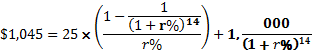 $1,045 = 25 × ( (1 − 1/(1 + r%)^14) / r% ) + 1, 000/(1 + r%)^14